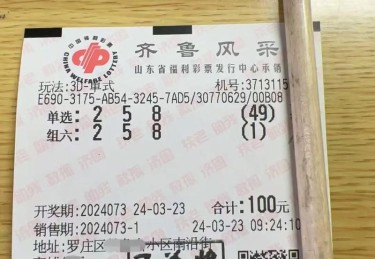 中国福利彩票
CHINA WELFARE LOTTERY
齐鲁风采
山东省福利彩票发行中心承销
玩法:3D-单式
机号:3713115
E690-3175-AB54-3245-7AD5/30770629/00B08
单选: 2 5 8 (49)
组六: 2 5 8 (1)
开奖期:2024073 24-03-23 合计:100元
销售期:2024073-1 24-03-23 09:24:10
地址:罗庄区 小区南沿街